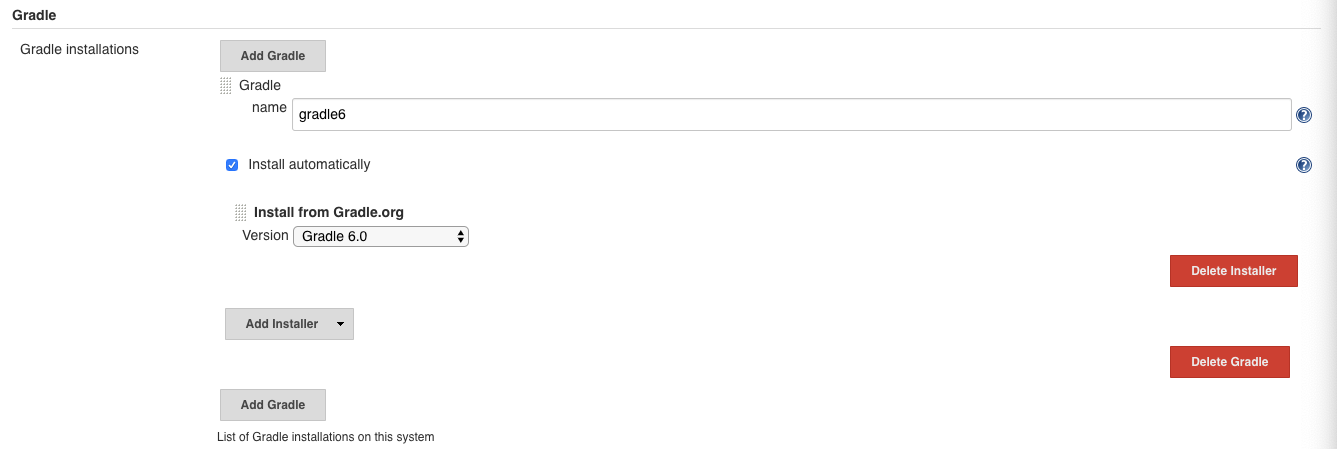 Gradle
Gradle installations
Add Gradle
Gradle
name gradle6
Install automatically
Install from Gradle.org
Version Gradle 6.0
Delete Installer
Add Installer
Delete Gradle
Add Gradle
List of Gradle installations on this system